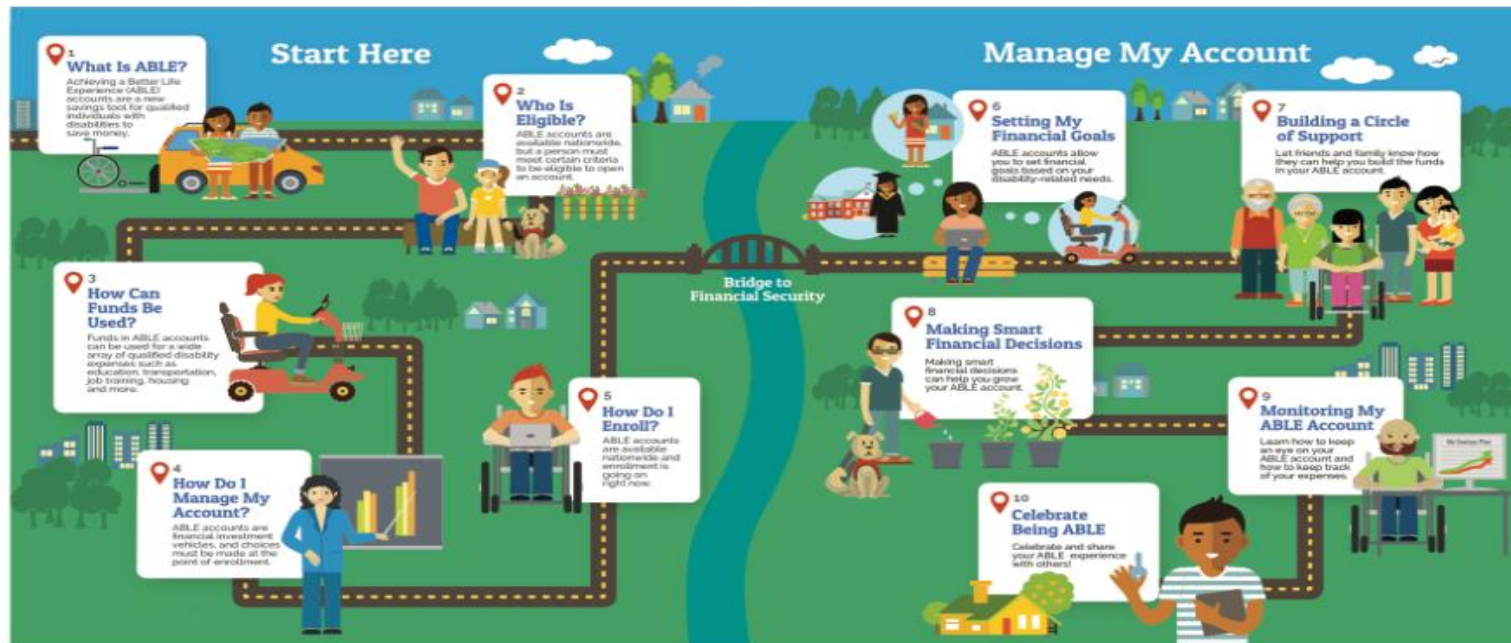 Start Here
1
What Is ABLE?
Achieving a Better Life
Experience (ABLE)
accounts are a new
savings tool for qualified
individuals with
disabilities to
save money.
2
Who Is
Eligible?
ABLE accounts are
available nationwide,
but a person must
meet certain criteria
to be eligible to open
an account.
3
How Can
Funds Be
Used?
Funds in ABLE accounts
can be used for a wide
array of qualified disability
expenses such as
education, transportation,
job training, housing
and more.
4
How Do I
Manage My
Account?
ABLE accounts are
financial investment
vehicles, and choices
must be made at the
point of enrollment.
5
How Do I
Enroll?
ABLE accounts
are available
nationwide and
enrollment is
going on
right now.
Bridge to
Financial Security
Manage My Account
6
Setting My
Financial Goals
ABLE accounts allow
you to set financial
goals based on your
disability-related needs.
7
Building a Circle
of Support
Let friends and family know how
they can help you build the funds
in your ABLE account.
8
Making Smart
Financial Decisions
Making smart
financial decisions
can help you grow
your ABLE account.
9
Monitoring My
ABLE Account
Learn how to keep
an eye on your
ABLE account and
how to keep track
of your expenses.
My Savings Plan
10
Celebrate
Being ABLE
Celebrate and share
your ABLE experience
with others!